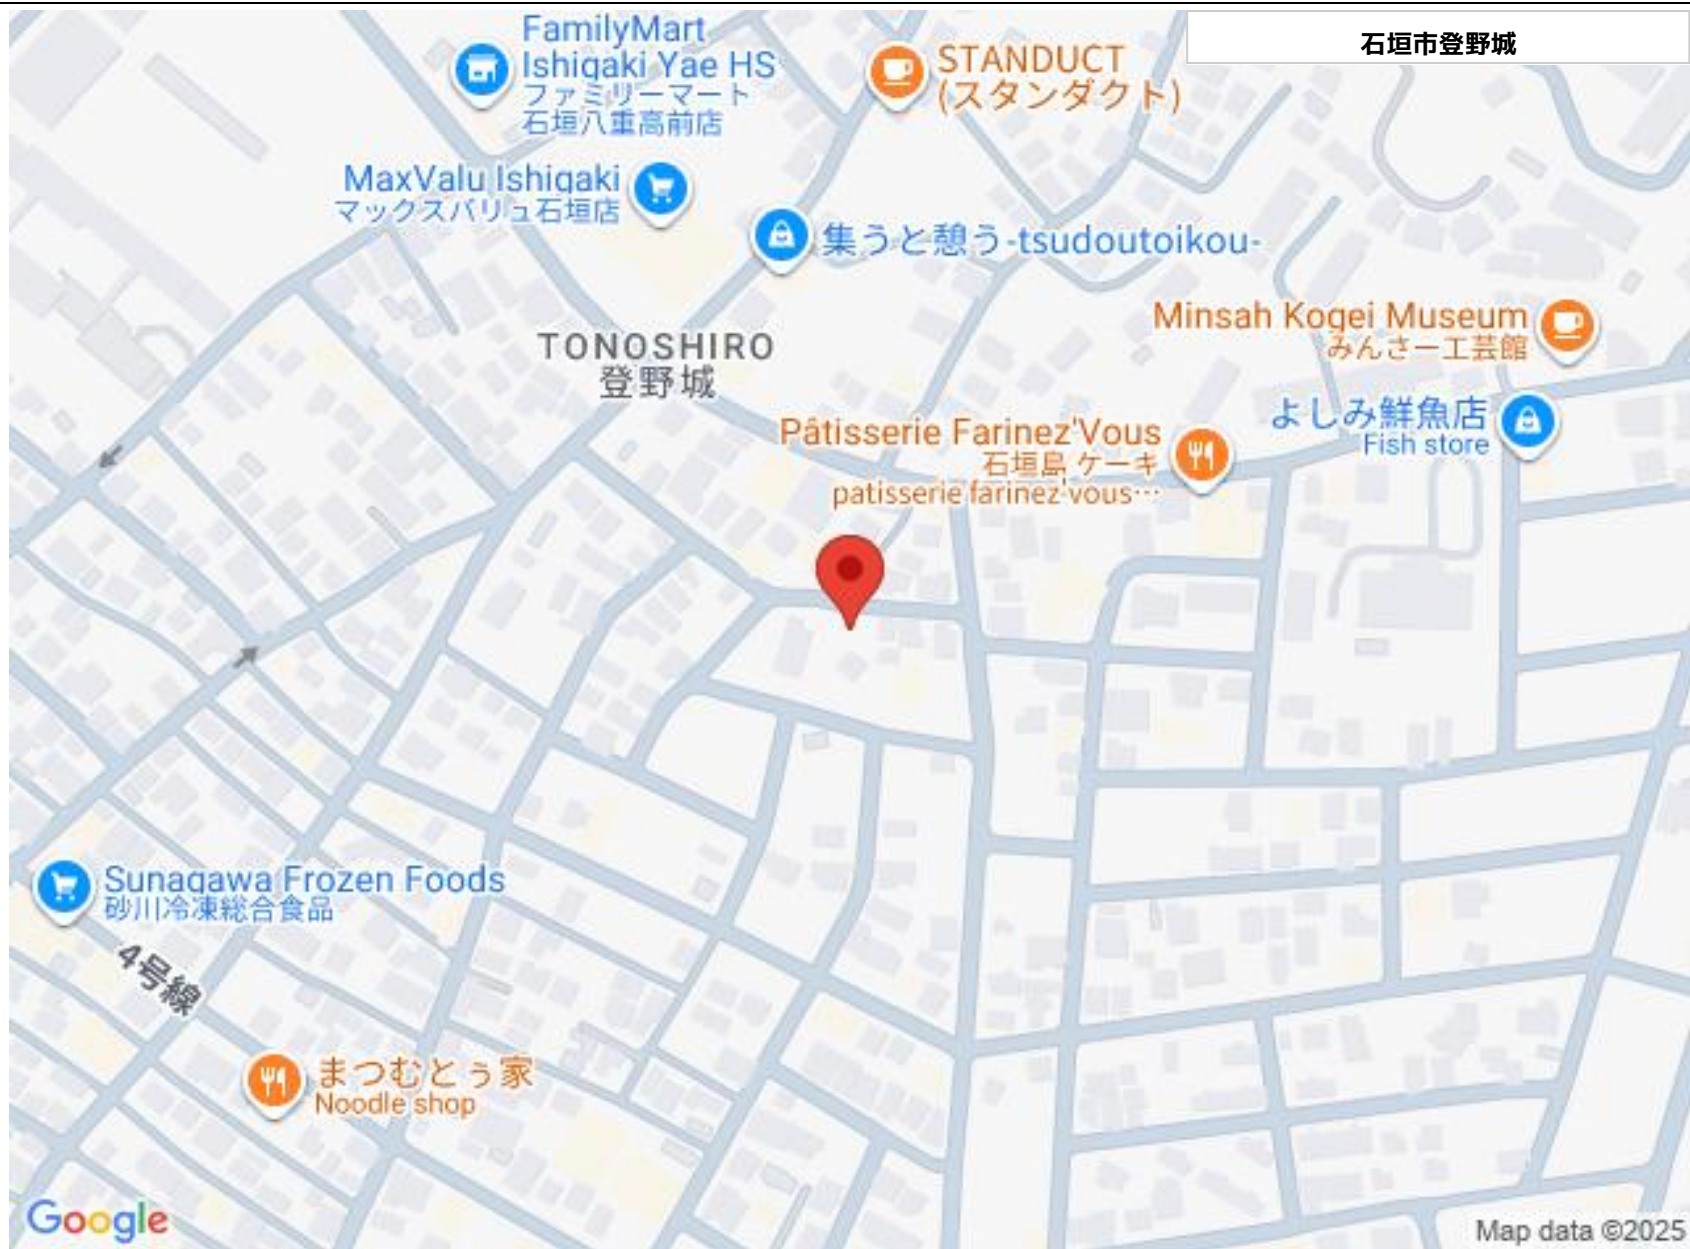 石垣市登野城
FamilyMart
Ishigaki Yae HS
ファミリーマート
石垣八重高前店
STANDUCT
(スタンダクト)
MaxValu Ishigaki
マックスバリュ石垣店
集うと憩う-tsudoutoikou-
Minsah Kogei Museum
みんさー工芸館
TONOSHIRO
登野城
よしみ鮮魚店
Fish store
Pâtisserie Farinez'Vous
石垣島 ケーキ
patisserie farinez'vous…
Sunagawa Frozen Foods
砂川冷凍総合食品
4号線
まつむとぅ家
Noodle shop
Google
Map data ©2025